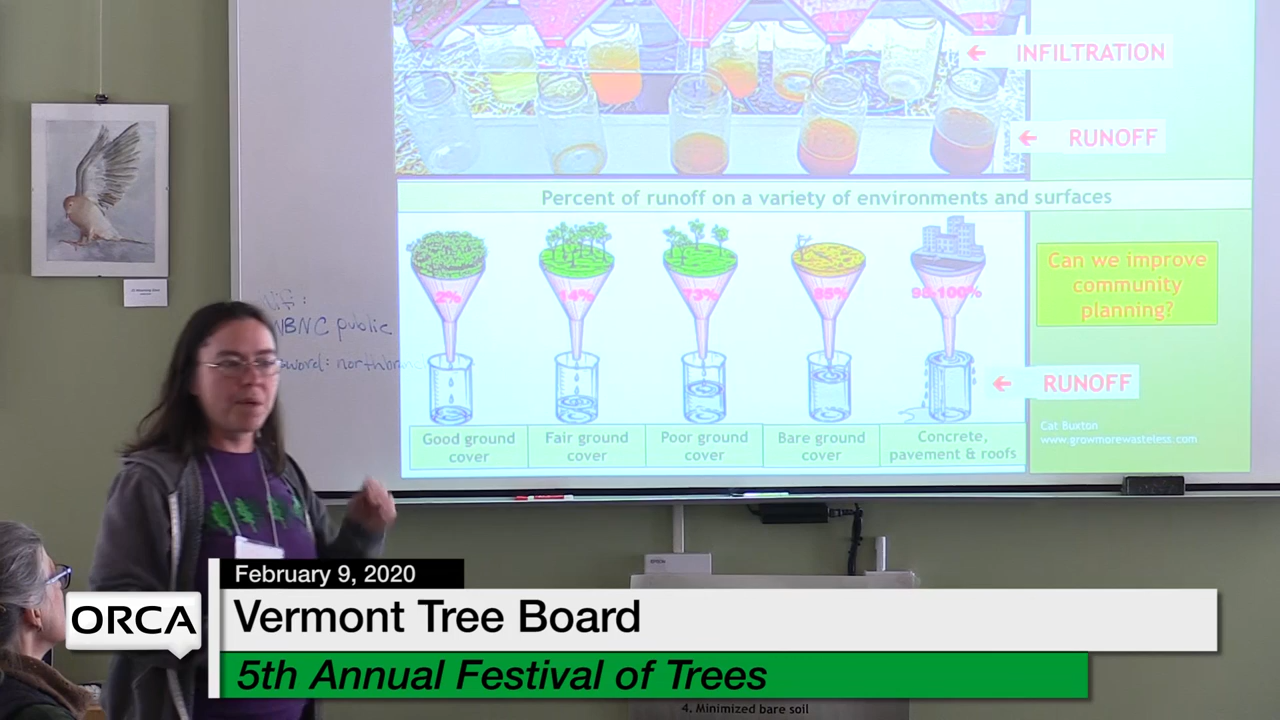 INFILTRATION
RUNOFF
Percent of runoff on a variety of environments and surfaces
2%
14%
73%
85%
98-100%
Can we improve
community
planning?
NBNC public
RUNOFF
Good ground
cover
Fair ground
cover
Poor ground
cover
Bare ground
cover
Concrete,
pavement & roofs
Cat Buxton
www.growmorewasteless.com
February 9, 2020
ORCA
Vermont Tree Board
5th Annual Festival of Trees
4. Minimized bare soil